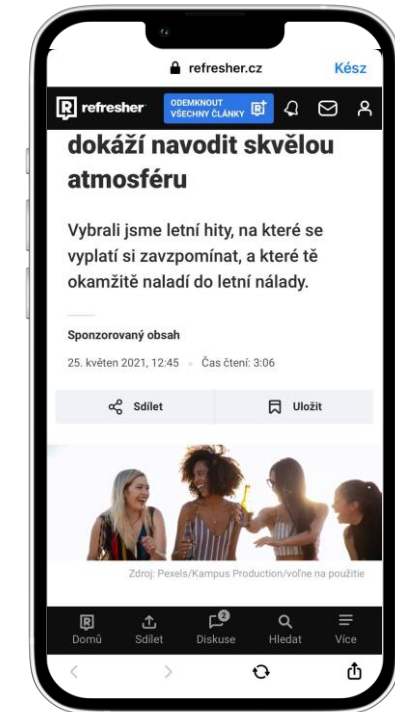 refresher.cz
Kész
refresher
ODEMKNOUT
VŠECHNY ČLÁNKY
dokáží navodit skvělou
atmosféru
Vybrali jsme letní hity, na které se
vyplatí si zavzpomínat, a které tě
okamžitě naladí do letní nálady.
Sponzorovaný obsah
25. květen 2021, 12:45 • Čas čtení: 3:06
Sdílet
Uložit
Zdroj: Pexels/Kampus Production/voľne na použitie
2
Domů
Sdílet
Diskuse
Hledat
Více